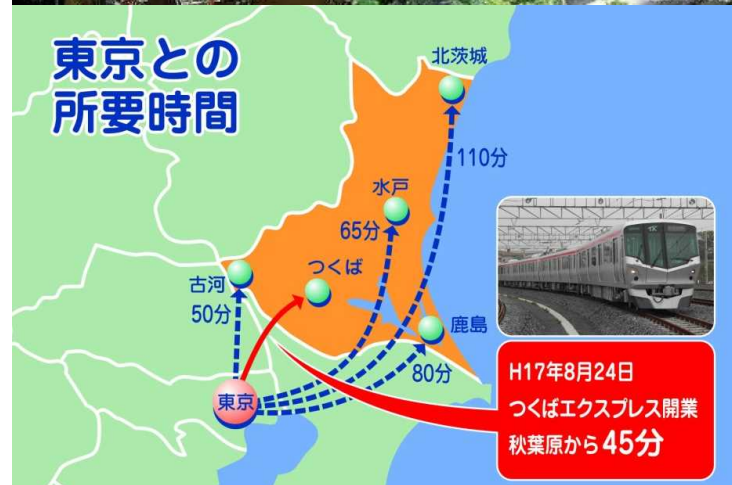 東京との
所要時間
北茨城
110分
水戸
65分
つくば
古河
50分
鹿島
80分
東京
H17年8月24日
つくばエクスプレス開業
秋葉原から45分